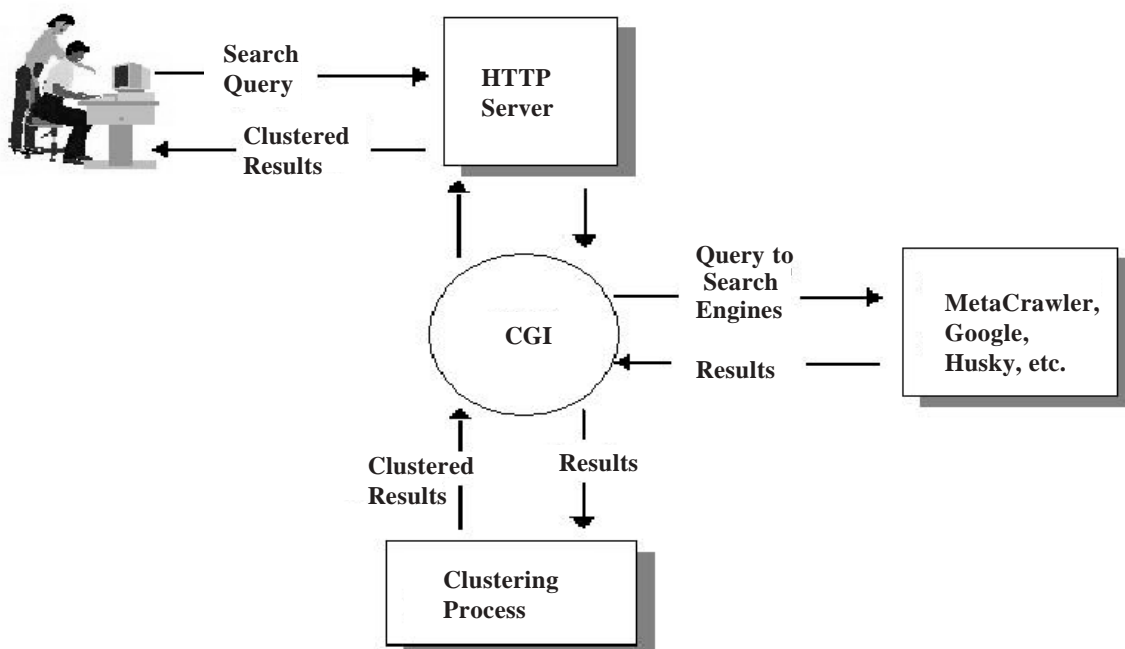 Search
Query
HTTP
Server
Clustered
Results
Query to
Search
Engines
MetaCrawler,
Google,
Husky, etc.
CGI
Results
Clustered
Results
Results
Clustering
Process